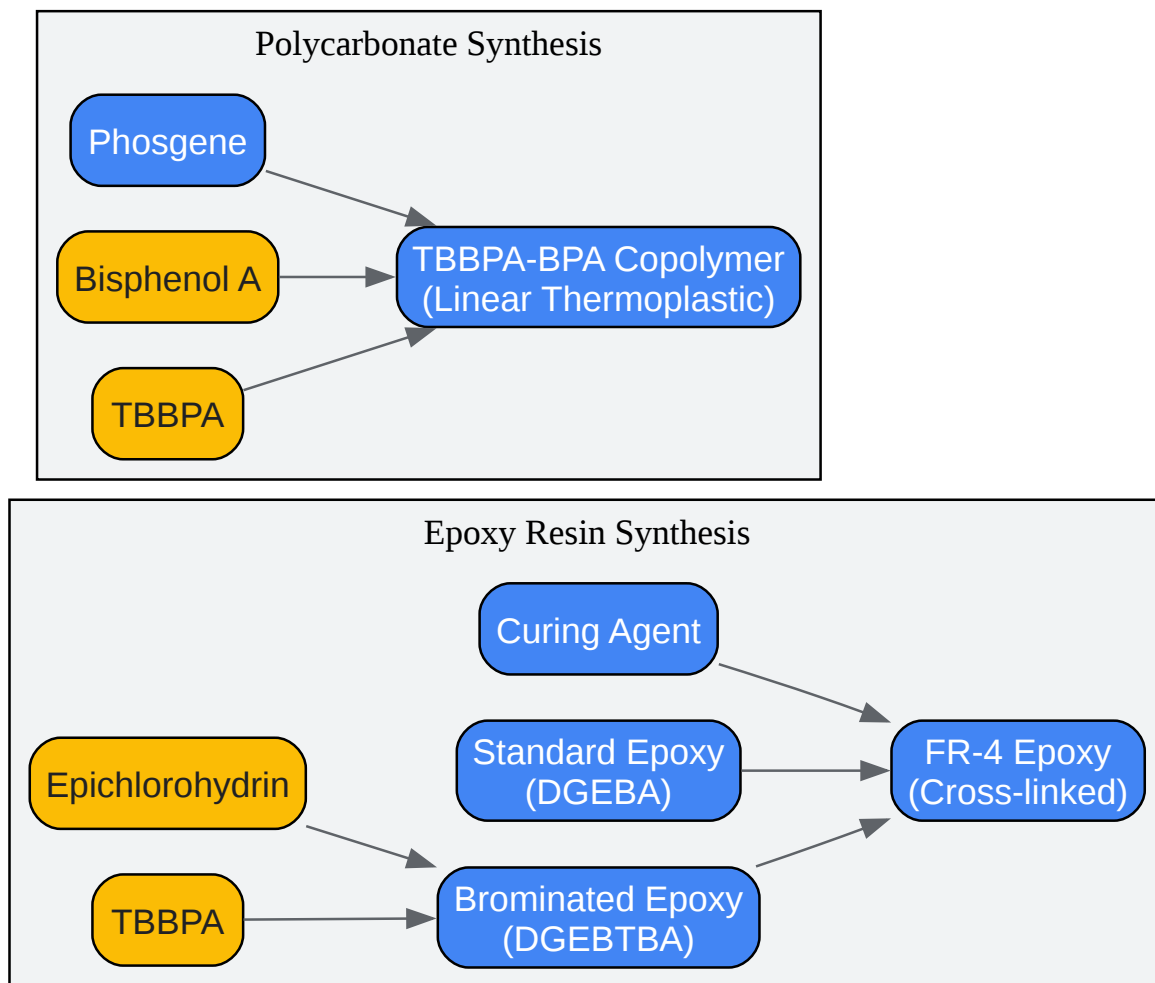 Polycarbonate Synthesis
Phosgene
Bisphenol A
TBBPA
TBBPA-BPA Copolymer
(Linear Thermoplastic)
Epoxy Resin Synthesis
Curing Agent
Standard Epoxy
(DGEBA)
Epichlorohydrin
TBBPA
Brominated Epoxy
(DGEBTBA)
FR-4 Epoxy
(Cross-linked)